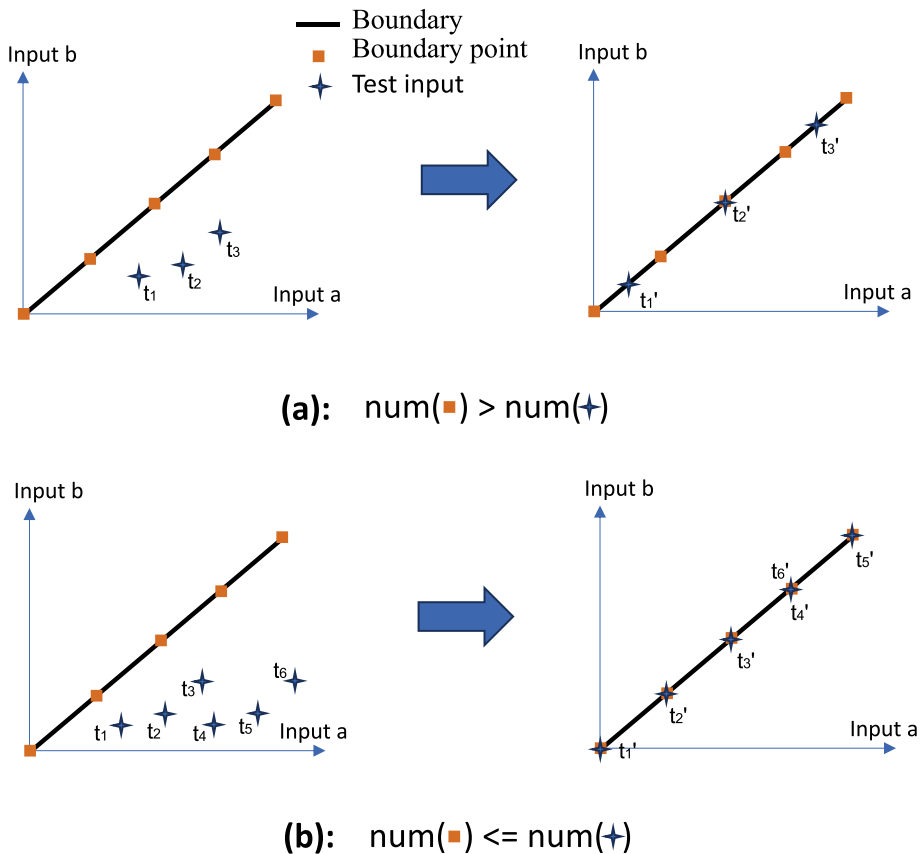 Boundary
Boundary point
Test input
Input b
t1
t2
t3
Input a
Input b
t1'
t2'
t3'
Input a
(a): num( ) > num( )
Input b
t1
t2
t3
t4
t5
t6
Input a
Input b
t1'
t2'
t3'
t4'
t6'
t5'
Input a
(b): num( ) <= num( )